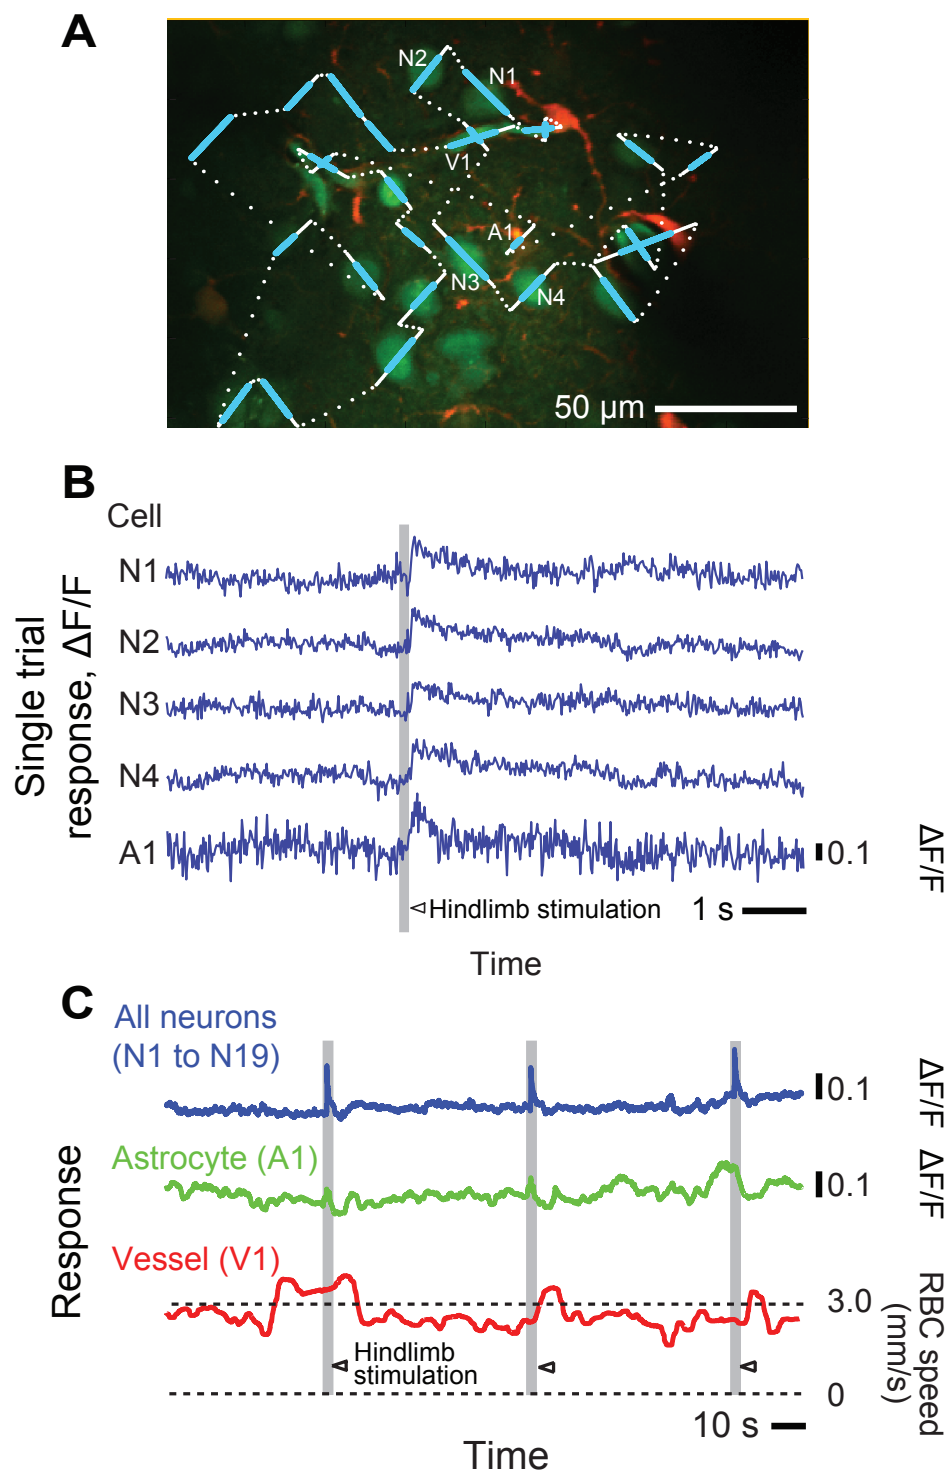 A
N2
N1
V1
A1
N3
N4
50 µm
B
Cell
Single trial
response, ΔF/F
N1
N2
N3
N4
A1
0.1
ΔF/F
Hindlimb stimulation
1 s
Time
C
All neurons
(N1 to N19)
0.1
ΔF/F
Astrocyte (A1)
0.1
ΔF/F
Response
Vessel (V1)
3.0
RBC speed
(mm/s)
Hindlimb
stimulation
0
10 s
Time